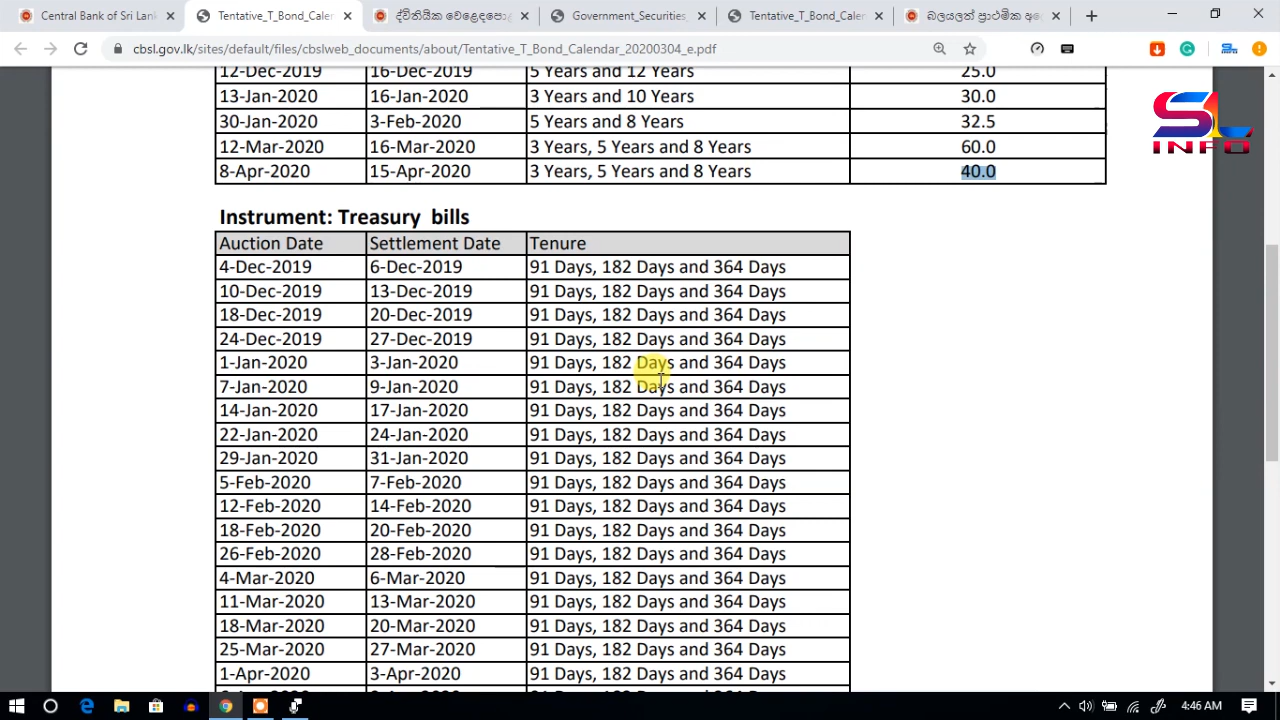 Central Bank of Sri Lank
Tentative_T_Bond_Cale
ද්විතියික වෙළෙඳපො
Government_Securities
Tentative_T_Bond_Cale
බලයලත් ප්‍රාථමික අල
cbsl.gov.lk/sites/default/files/cbslweb_documents/about/Tentative_T_Bond_Calendar_20200304_e.pdf
12-Dec-2019 16-Dec-2019 5 Years and 12 Years 25.0
13-Jan-2020 16-Jan-2020 3 Years and 10 Years 30.0
30-Jan-2020 3-Feb-2020 5 Years and 8 Years 32.5
12-Mar-2020 16-Mar-2020 3 Years, 5 Years and 8 Years 60.0
8-Apr-2020 15-Apr-2020 3 Years, 5 Years and 8 Years 40.0
SL
INFO
Instrument: Treasury bills
Auction Date Settlement Date Tenure
4-Dec-2019 6-Dec-2019 91 Days, 182 Days and 364 Days
10-Dec-2019 13-Dec-2019 91 Days, 182 Days and 364 Days
18-Dec-2019 20-Dec-2019 91 Days, 182 Days and 364 Days
24-Dec-2019 27-Dec-2019 91 Days, 182 Days and 364 Days
1-Jan-2020 3-Jan-2020 91 Days, 182 Days and 364 Days
7-Jan-2020 9-Jan-2020 91 Days, 182 Days and 364 Days
14-Jan-2020 17-Jan-2020 91 Days, 182 Days and 364 Days
22-Jan-2020 24-Jan-2020 91 Days, 182 Days and 364 Days
29-Jan-2020 31-Jan-2020 91 Days, 182 Days and 364 Days
5-Feb-2020 7-Feb-2020 91 Days, 182 Days and 364 Days
12-Feb-2020 14-Feb-2020 91 Days, 182 Days and 364 Days
18-Feb-2020 20-Feb-2020 91 Days, 182 Days and 364 Days
26-Feb-2020 28-Feb-2020 91 Days, 182 Days and 364 Days
4-Mar-2020 6-Mar-2020 91 Days, 182 Days and 364 Days
11-Mar-2020 13-Mar-2020 91 Days, 182 Days and 364 Days
18-Mar-2020 20-Mar-2020 91 Days, 182 Days and 364 Days
25-Mar-2020 27-Mar-2020 91 Days, 182 Days and 364 Days
1-Apr-2020 3-Apr-2020 91 Days, 182 Days and 364 Days
4:46 AM